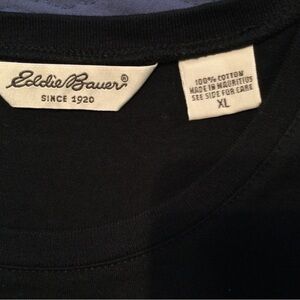 Eddie Bauer®
SINCE 1920
100% COTTON
MADE IN MAURITIUS
SEE SIDE FOR CARE
XL